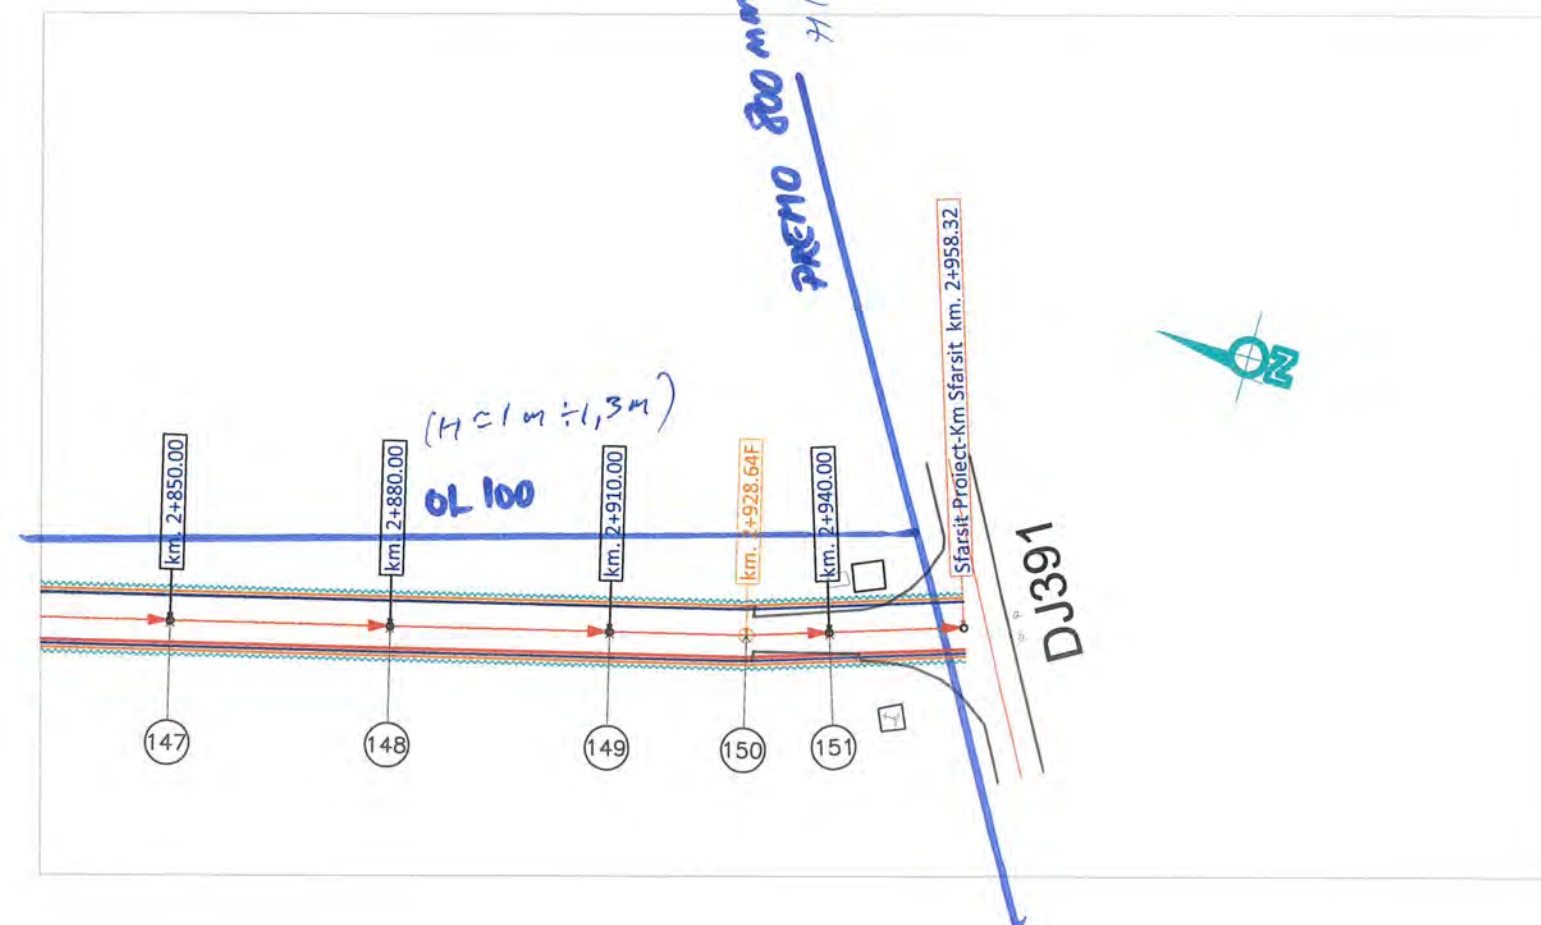 PREMO 800 mm
H
Sfarsit Proiect-Km Sfarsit km. 2+958.32
N
(H=1m÷1,3m)
OL 100
km. 2+850.00
km. 2+880.00
km. 2+910.00
km. 2+928.64F
km. 2+940.00
DJ391
147
148
149
150
151